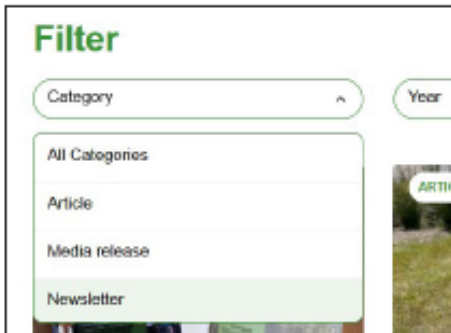 Filter
Category
Year
All Categories
Article
Media release
Newsletter